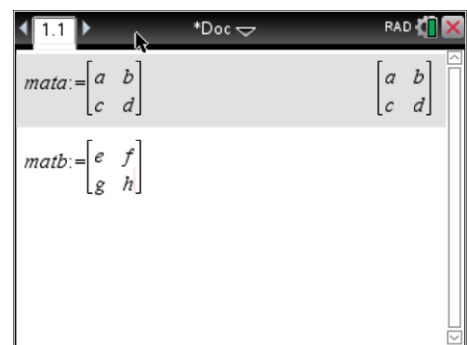 1.1 *Doc RAD
mata:=[a b
c d] [a b
c d]
matb:=[e f
g h]